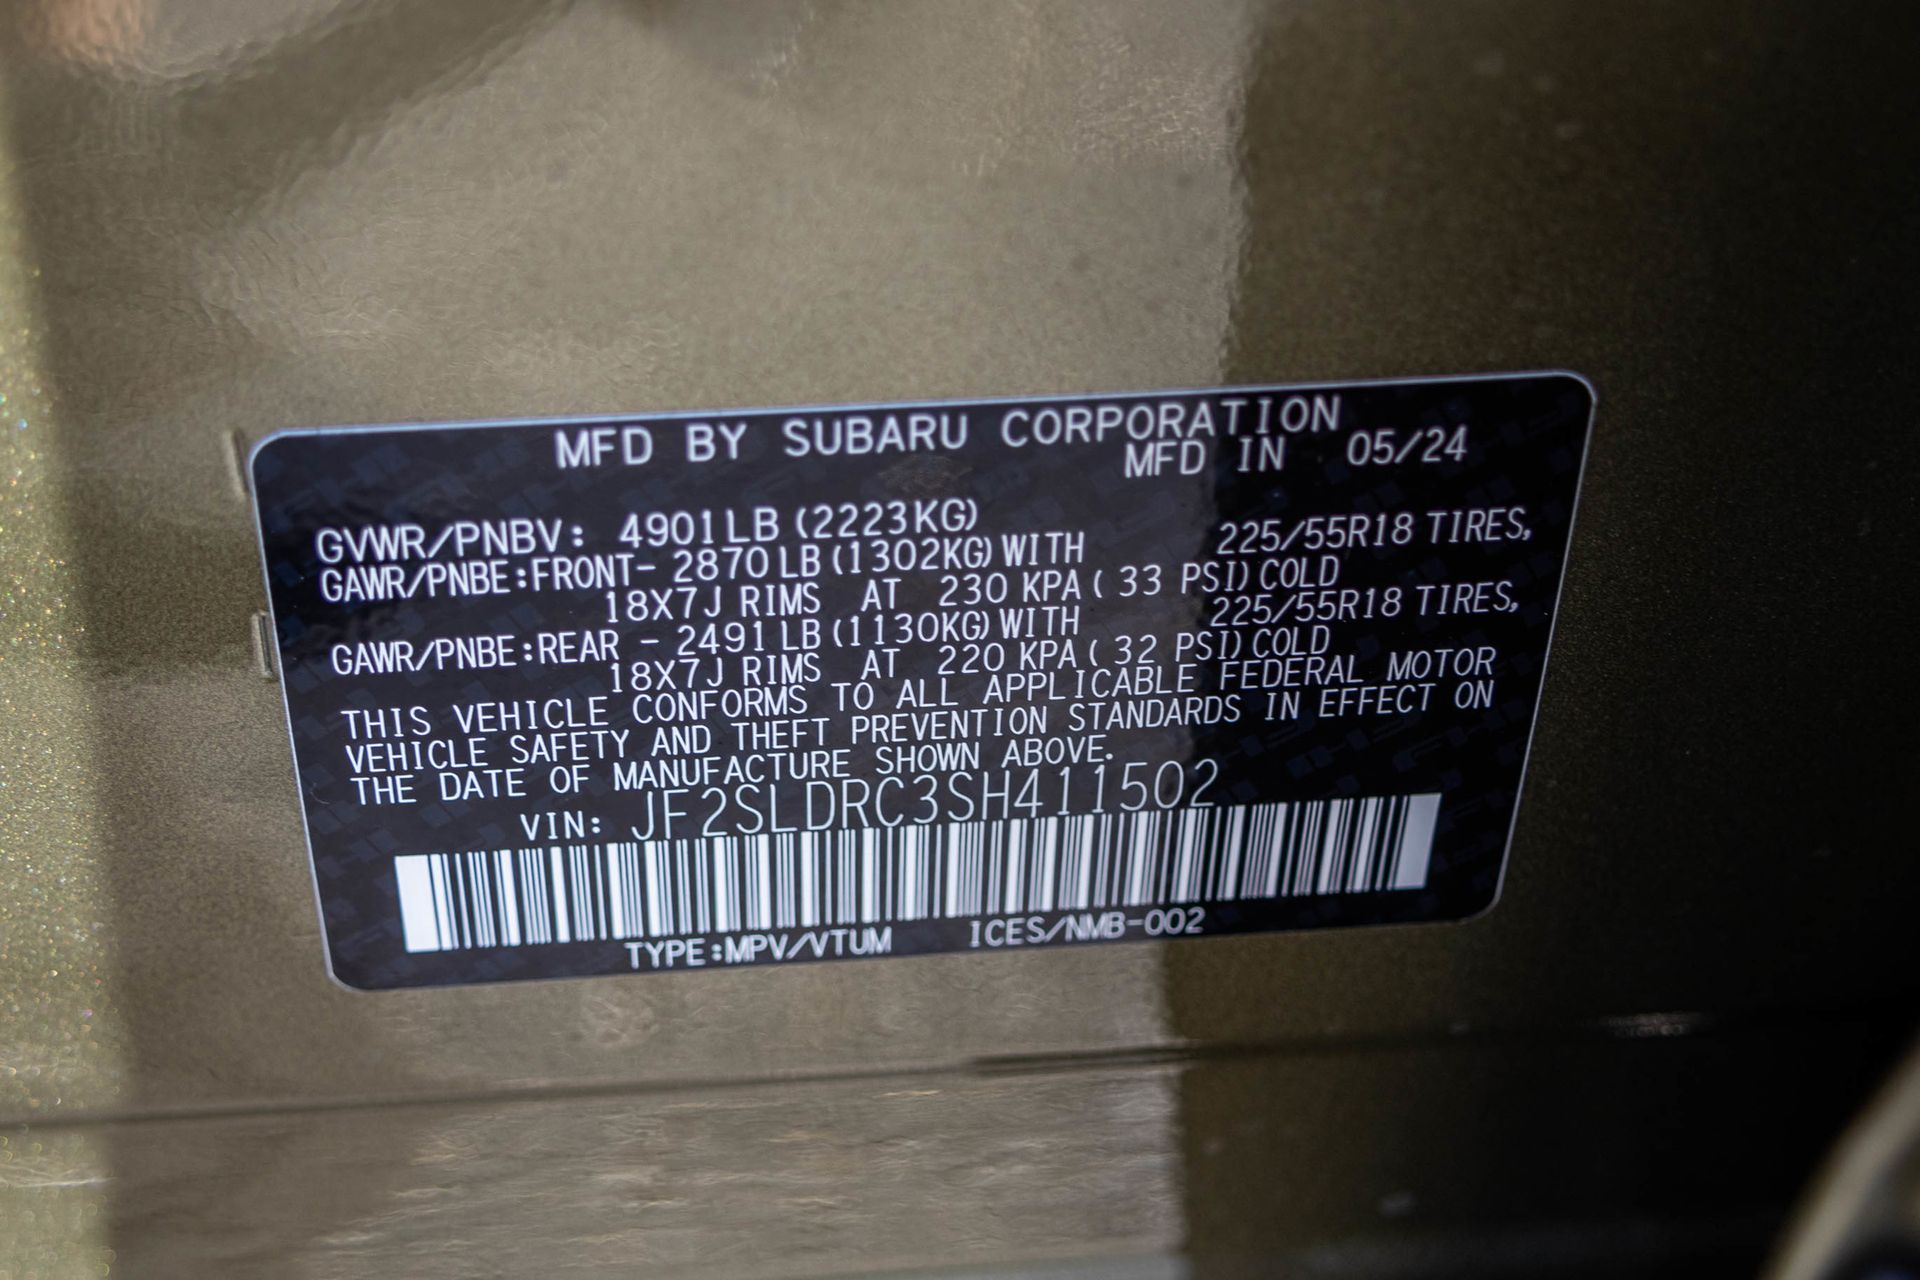 MFD BY SUBARU CORPORATION
MFD IN 05/24
GVWR/PNBV: 4901LB (2223KG)
GAWR/PNBE:FRONT- 2870LB (1302KG) WITH 225/55R18 TIRES,
18X7J RIMS AT 230 KPA ( 33 PSI) COLD
GAWR/PNBE:REAR - 2491LB (1130KG) WITH 225/55R18 TIRES,
18X7J RIMS AT 220 KPA ( 32 PSI) COLD
THIS VEHICLE CONFORMS TO ALL APPLICABLE FEDERAL MOTOR
VEHICLE SAFETY AND THEFT PREVENTION STANDARDS IN EFFECT ON
THE DATE OF MANUFACTURE SHOWN ABOVE.
VIN: JF2SLDRC3SH411502
TYPE:MPV/VTUM ICES/NMB-002